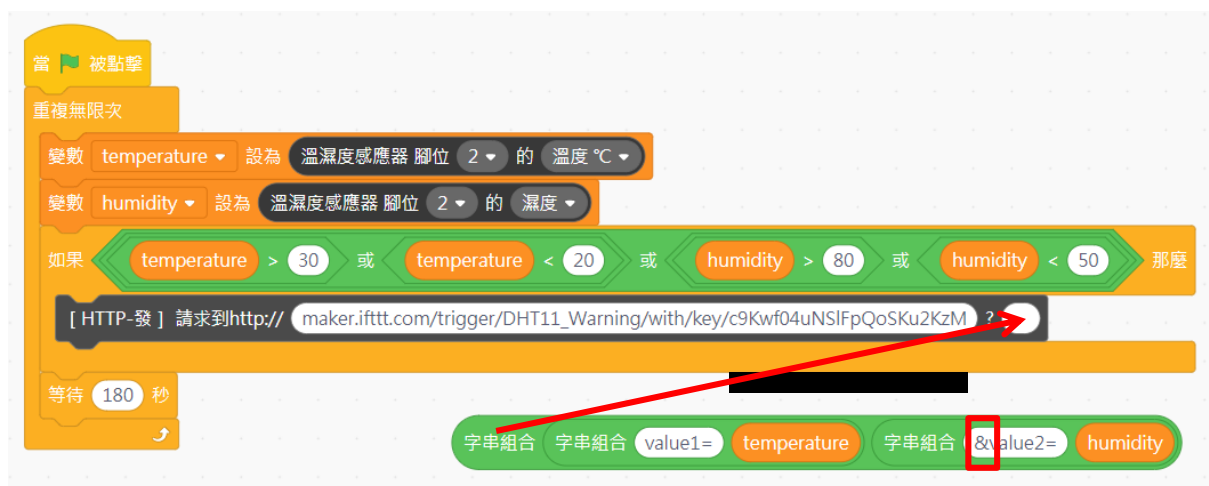 當 被點擊
重複無限次
變數 temperature 設為 溫濕度感應器 腳位 2 的 溫度 ℃
變數 humidity 設為 溫濕度感應器 腳位 2 的 濕度
如果 temperature > 30 或 temperature < 20 或 humidity > 80 或 humidity < 50 那麼
[ HTTP-發 ] 請求到http:// maker.ifttt.com/trigger/DHT11_Warning/with/key/c9Kwf04uNSlFpQoSKu2KzM ?
等待 180 秒
字串組合 字串組合 value1= temperature 字串組合 &value2= humidity